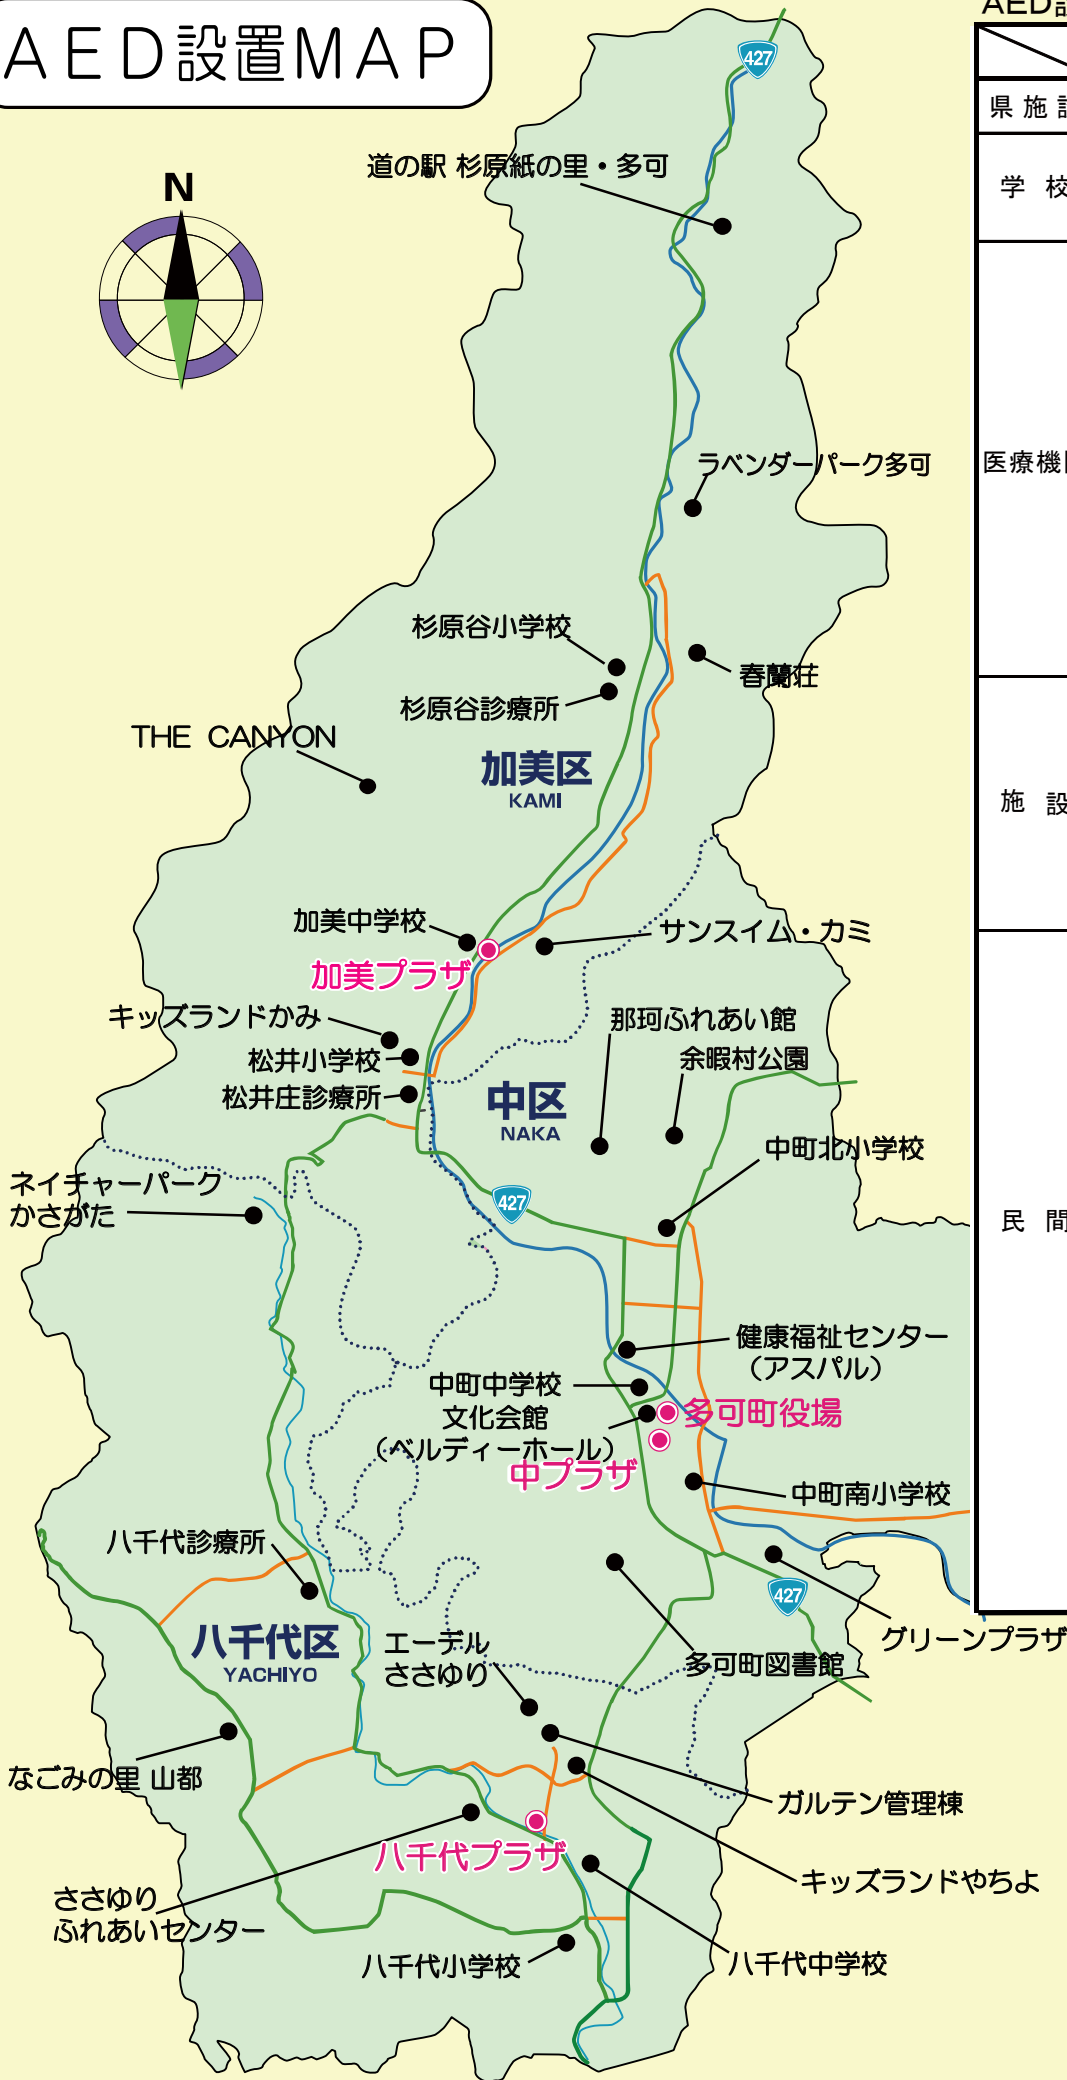 AED設置MAP
427
N
道の駅 杉原紙の里・多可
ラベンダーパーク多可
杉原谷小学校
春蘭荘
杉原谷診療所
THE CANYON
加美区
KAMI
加美中学校
サンスイム・カミ
加美プラザ
キッズランドかみ
那珂ふれあい館
松井小学校
余暇村公園
松井庄診療所
中区
NAKA
中町北小学校
ネイチャーパーク
かさがた
427
健康福祉センター
（アスパル）
中町中学校
文化会館
（ベルディーホール）
多可町役場
中プラザ
中町南小学校
八千代診療所
427
グリーンプラザ
八千代区
YACHIYO
エーデル
ささゆり
多可町図書館
なごみの里 山都
ガルテン管理棟
八千代プラザ
キッズランドやちよ
ささゆり
ふれあいセンター
八千代小学校
八千代中学校
AED設
県施設
学校
医療機関
施設
民間